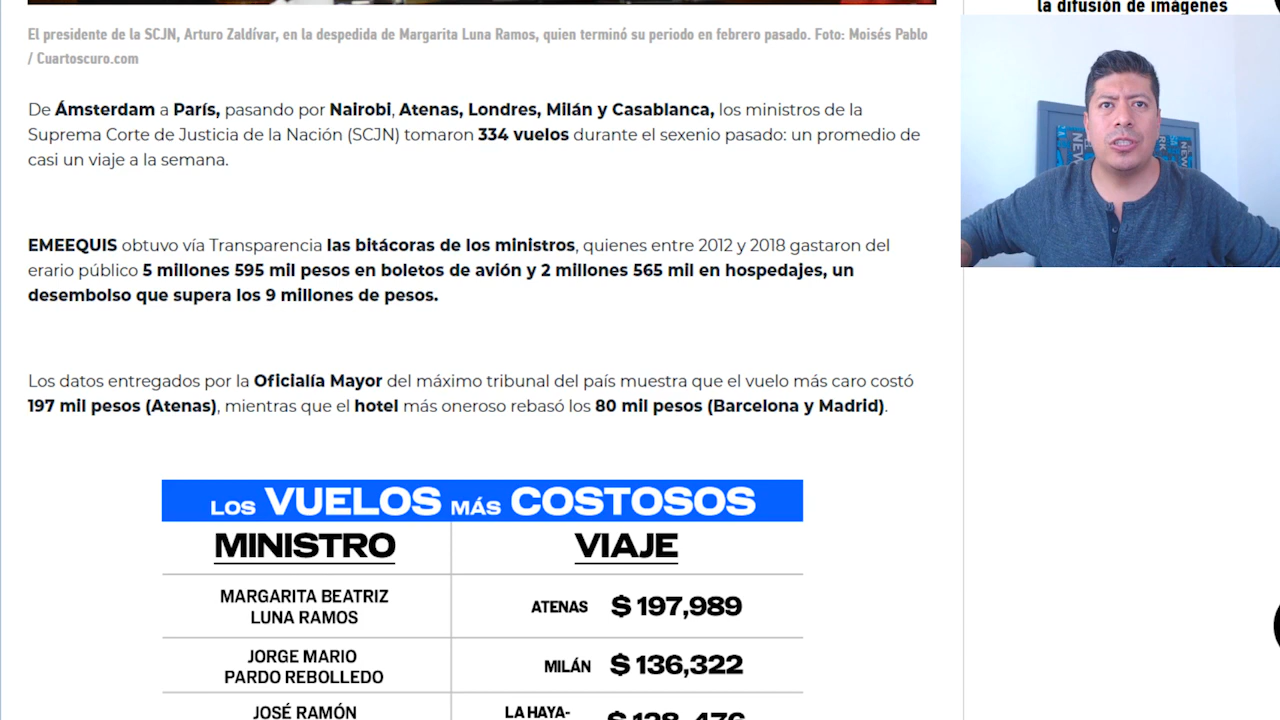 la difusión de imágenes
El presidente de la SCJN, Arturo Zaldívar, en la despedida de Margarita Luna Ramos, quien terminó su periodo en febrero pasado. Foto: Moisés Pablo
/ Cuartoscuro.com
De Ámsterdam a París, pasando por Nairobi, Atenas, Londres, Milán y Casablanca, los ministros de la
Suprema Corte de Justicia de la Nación (SCJN) tomaron 334 vuelos durante el sexenio pasado: un promedio de
casi un viaje a la semana.
EMEEQUIS obtuvo vía Transparencia las bitácoras de los ministros, quienes entre 2012 y 2018 gastaron del
erario público 5 millones 595 mil pesos en boletos de avión y 2 millones 565 mil en hospedajes, un
desembolso que supera los 9 millones de pesos.
Los datos entregados por la Oficialía Mayor del máximo tribunal del país muestra que el vuelo más caro costó
197 mil pesos (Atenas), mientras que el hotel más oneroso rebasó los 80 mil pesos (Barcelona y Madrid).
LOS VUELOS MÁS COSTOSOS
MINISTRO VIAJE
MARGARITA BEATRIZ
LUNA RAMOS
ATENAS $ 197,989
JORGE MARIO
PARDO REBOLLEDO
MILÁN $ 136,322
JOSÉ RAMÓN
LA HAYA-
NEW
RK
NEW